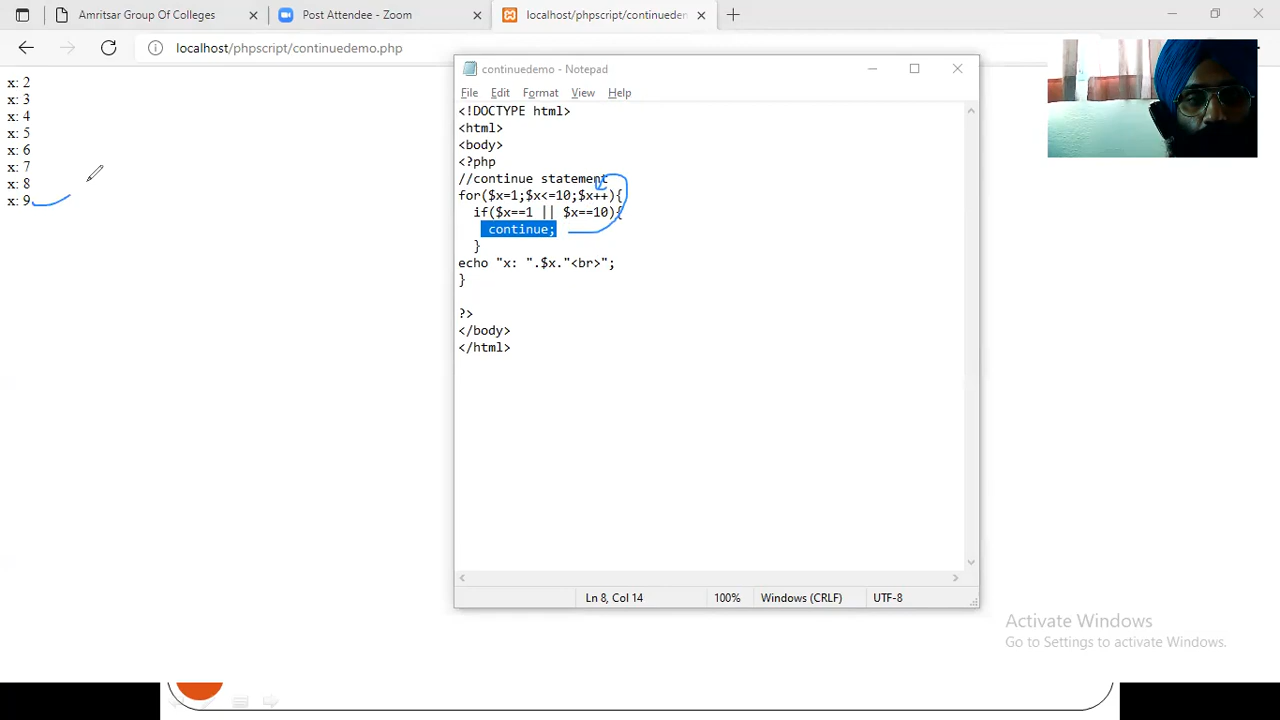 Amritsar Group Of Colleges
Post Attendee - Zoom
localhost/phpscript/continueden
localhost/phpscript/continuedemo.php
x: 2
x: 3
x: 4
x: 5
x: 6
x: 7
x: 8
x: 9
continuedemo - Notepad
File Edit Format View Help
<!DOCTYPE html>
<html>
<body>
<?php
//continue statement
for($x=1;$x<=10;$x++){
if($x==1 || $x==10){
continue;
}
echo "x: ".$x."<br>";
}
?>
</body>
</html>
Ln 8, Col 14
100%
Windows (CRLF)
UTF-8
Activate Windows
Go to Settings to activate Windows.